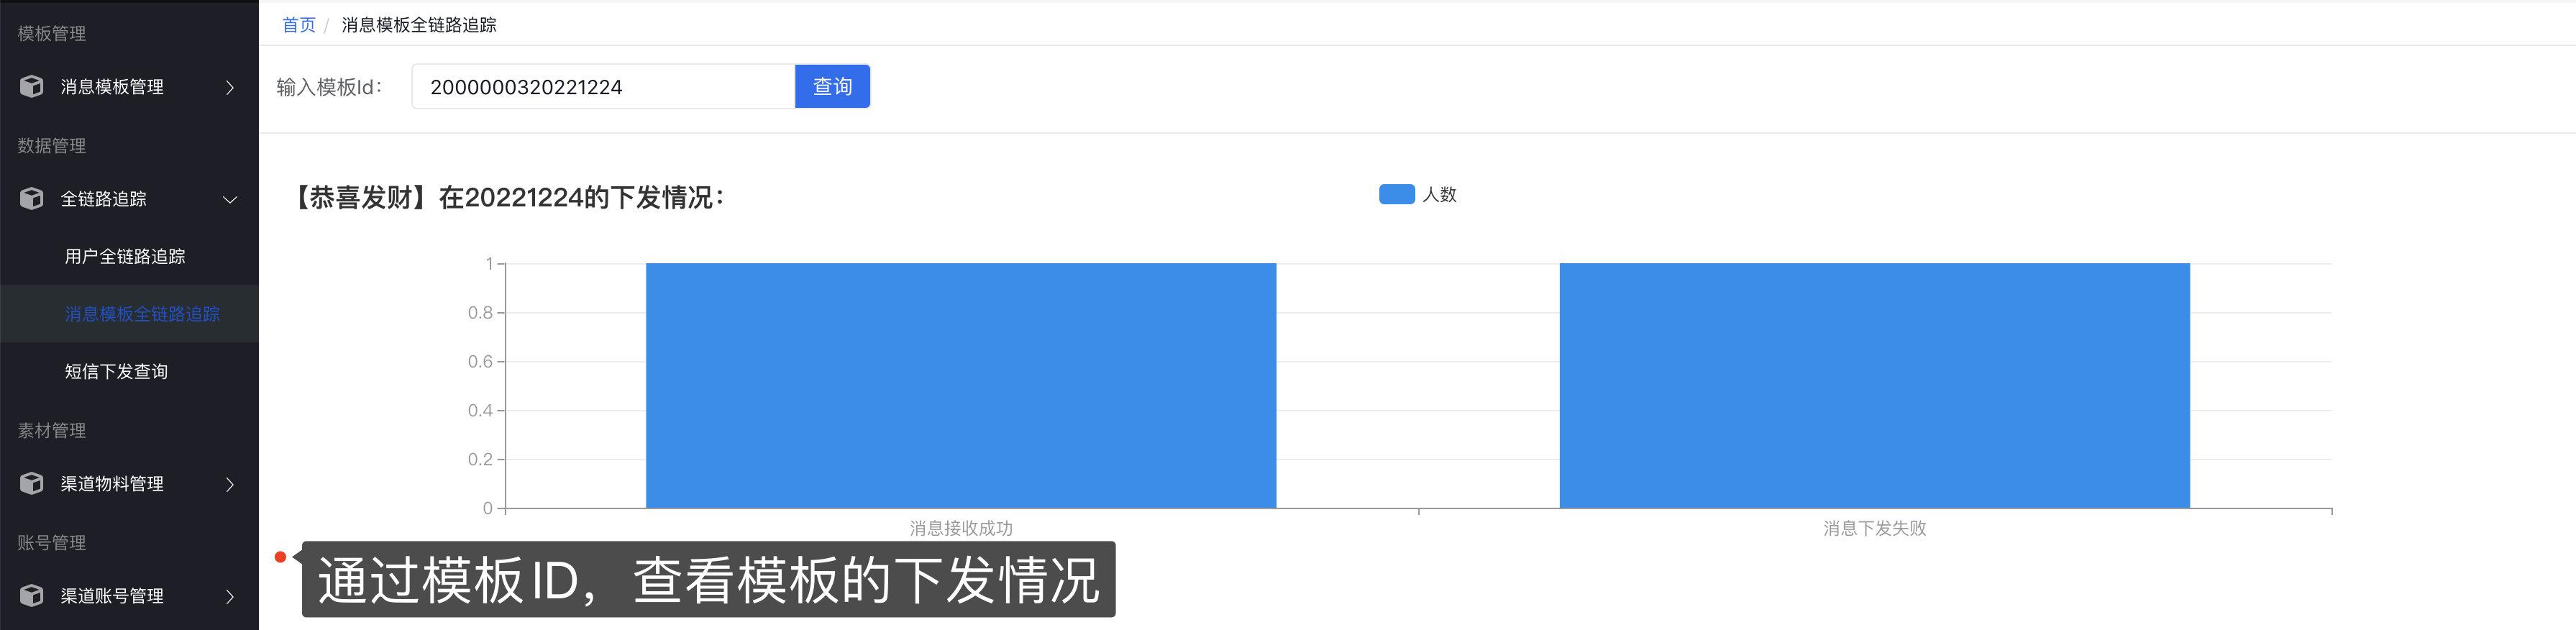 模板管理
消息模板管理
数据管理
全链路追踪
用户全链路追踪
消息模板全链路追踪
短信下发查询
素材管理
渠道物料管理
账号管理
渠道账号管理
首页 / 消息模板全链路追踪
输入模板Id： 2000000320221224 查询
【恭喜发财】在20221224的下发情况：
人数
1
0.8
0.6
0.4
0.2
0
消息接收成功 消息下发失败
通过模板ID，查看模板的下发情况